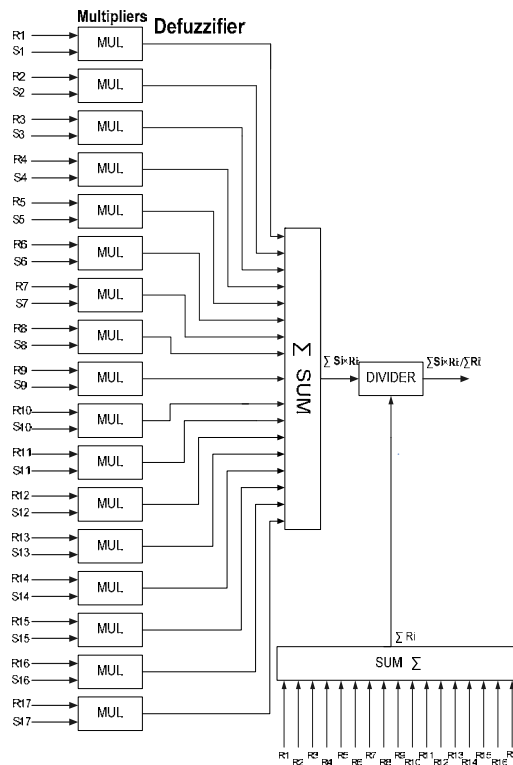 Multipliers
Defuzzifier
R1
S1
MUL
R2
S2
MUL
R3
S3
MUL
R4
S4
MUL
R5
S5
MUL
R6
S6
MUL
R7
S7
MUL
R8
S8
MUL
R9
S9
MUL
R10
S10
MUL
R11
S11
MUL
R12
S12
MUL
R13
S13
MUL
R14
S14
MUL
R15
S15
MUL
R16
S16
MUL
R17
S17
MUL
∑ SUM
∑ Si×Ri
DIVIDER
∑Si×Ri/∑Ri
∑ Ri
SUM ∑
R1
R7
R11
R13